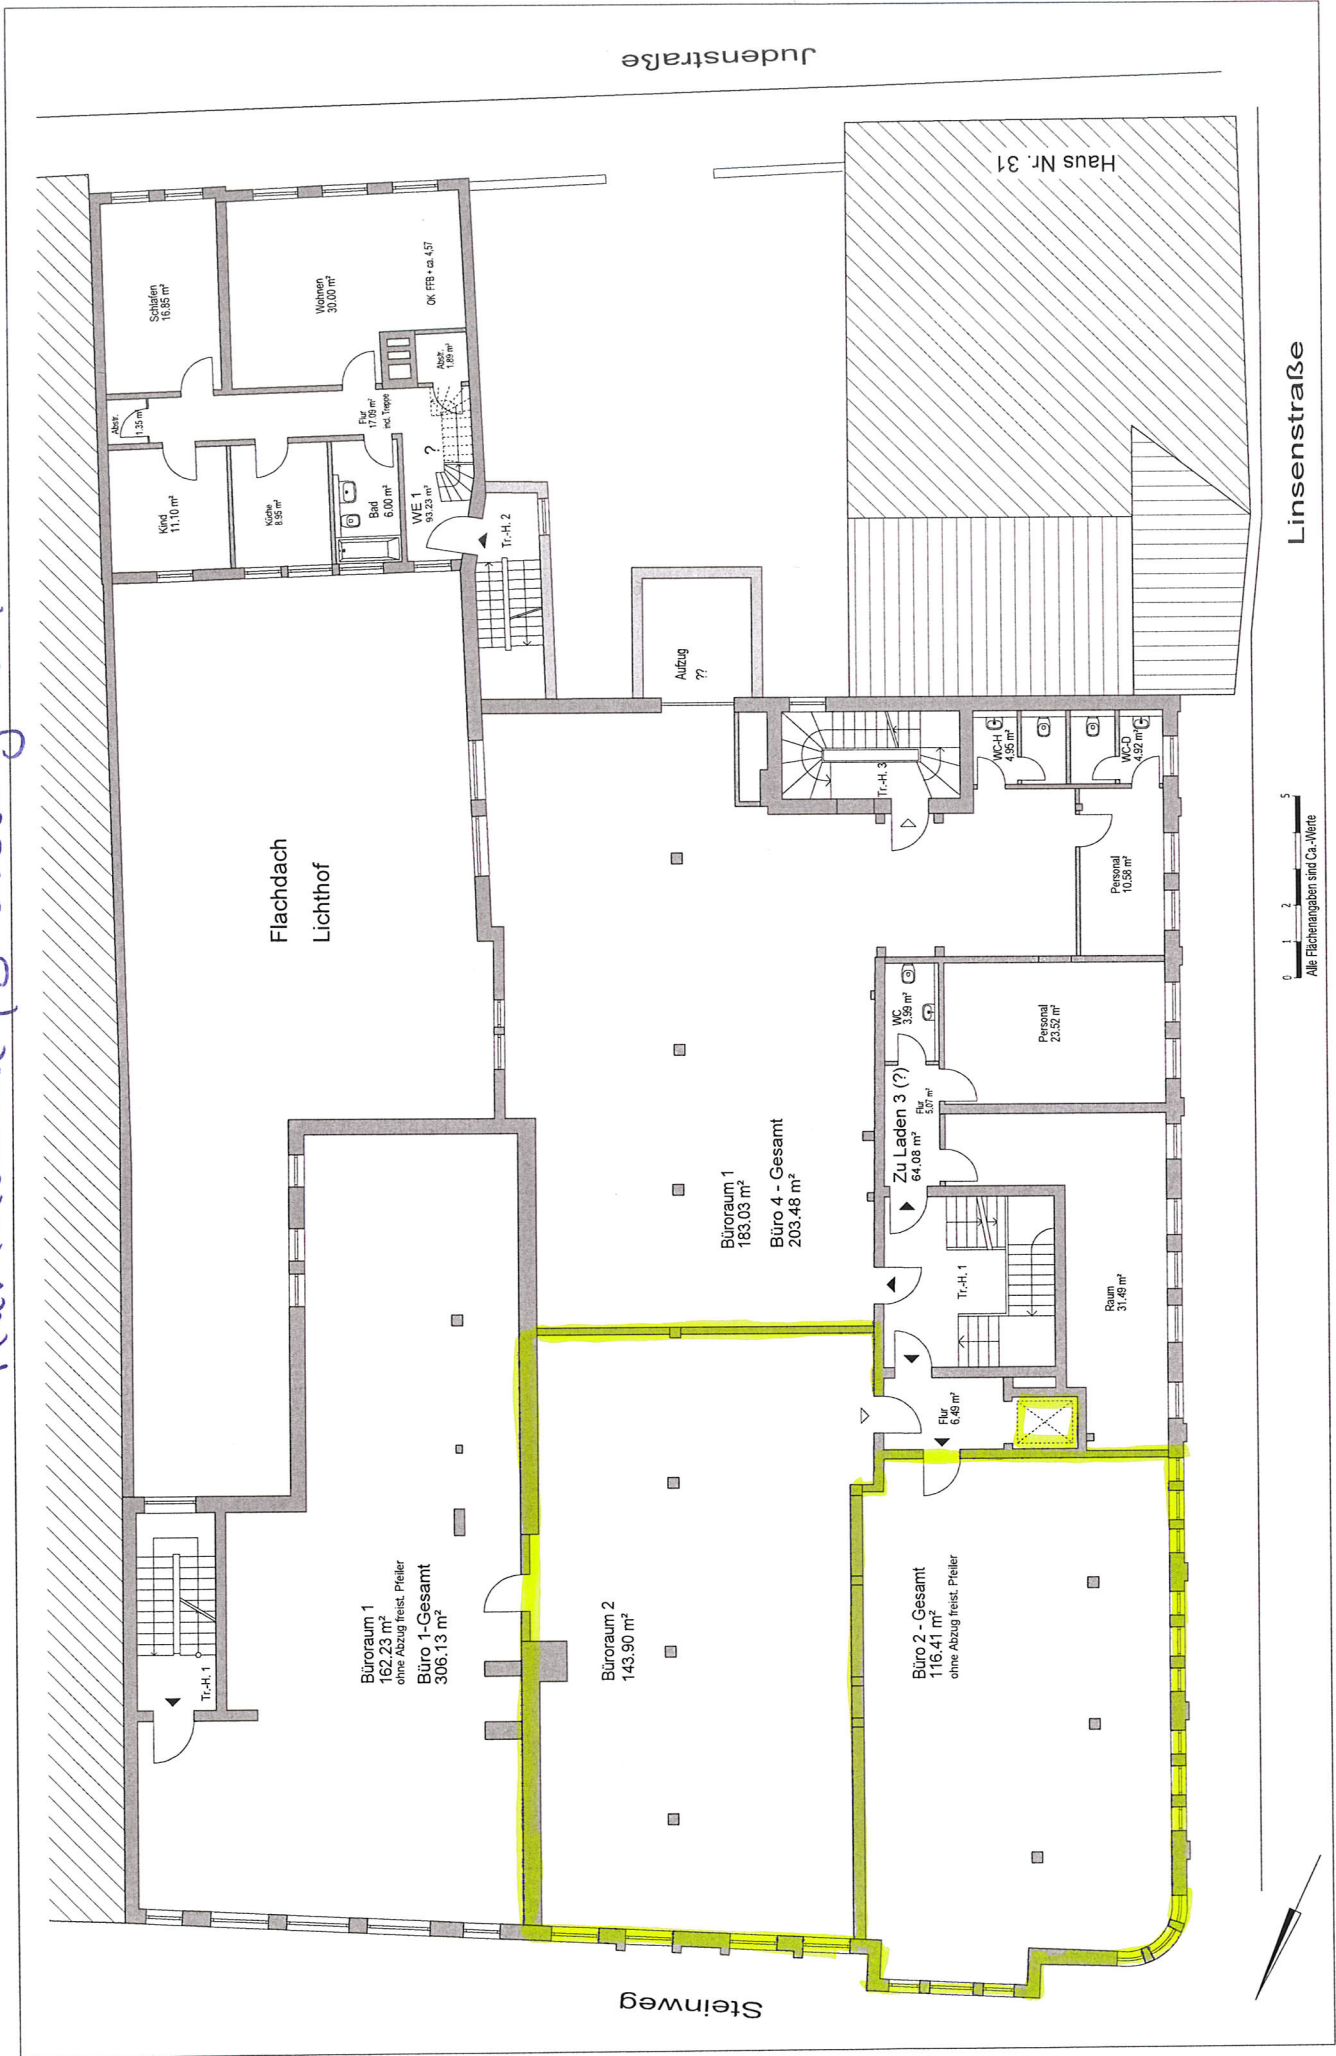 Judenstraße
Haus Nr. 31
Linsenstraße
Steinweg
Schlafen
16.85 m²
Wohnen
30.00 m²
OK FFB + ca. 4,57
Abstr.
1.35 m²
Abstr.
1.89 m²
Flur
17.09 m²
incl. Treppe
Kind
11.10 m²
Küche
8.95 m²
Bad
6.00 m²
WE 1
93.23 m²
?
Tr.-H. 2
Aufzug
??
Flachdach
Lichthof
Tr.-H. 3
WC-H
4.95 m²
WC-D
4.92 m²
Personal
10.58 m²
WC
3.99 m²
Personal
23.52 m²
Zu Laden 3 (?)
64.08 m²
Flur
5.07 m²
Büroraum 1
183.03 m²
Büro 4 - Gesamt
203.48 m²
Tr.-H. 1
Raum
31.49 m²
Flur
6.49 m²
Büroraum 1
162.23 m²
ohne Abzug freist. Pfeiler
Büro 1-Gesamt
306.13 m²
Tr.-H. 1
Büroraum 2
143.90 m²
Büro 2 - Gesamt
116.41 m²
ohne Abzug freist. Pfeiler
0 1 2 5
Alle Flächenangaben sind Ca.-Werte